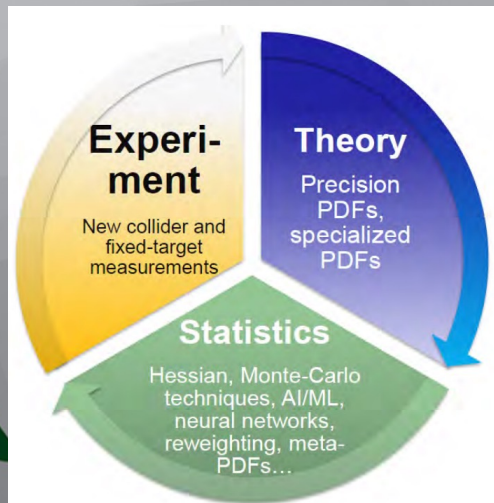 Experi-
ment
New collider and
fixed-target
measurements
Theory
Precision
PDFs,
specialized
PDFs
Statistics
Hessian, Monte-Carlo
techniques, AI/ML,
neural networks,
reweighting, meta-
PDFs...